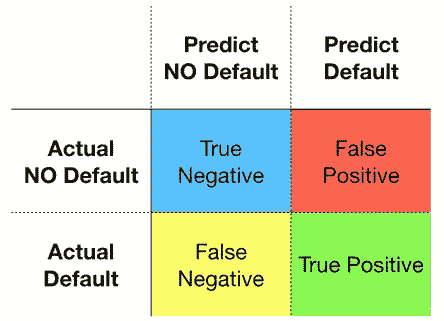 Predict
NO Default
Predict
Default
Actual
NO Default
True
Negative
False
Positive
Actual
Default
False
Negative
True Positive